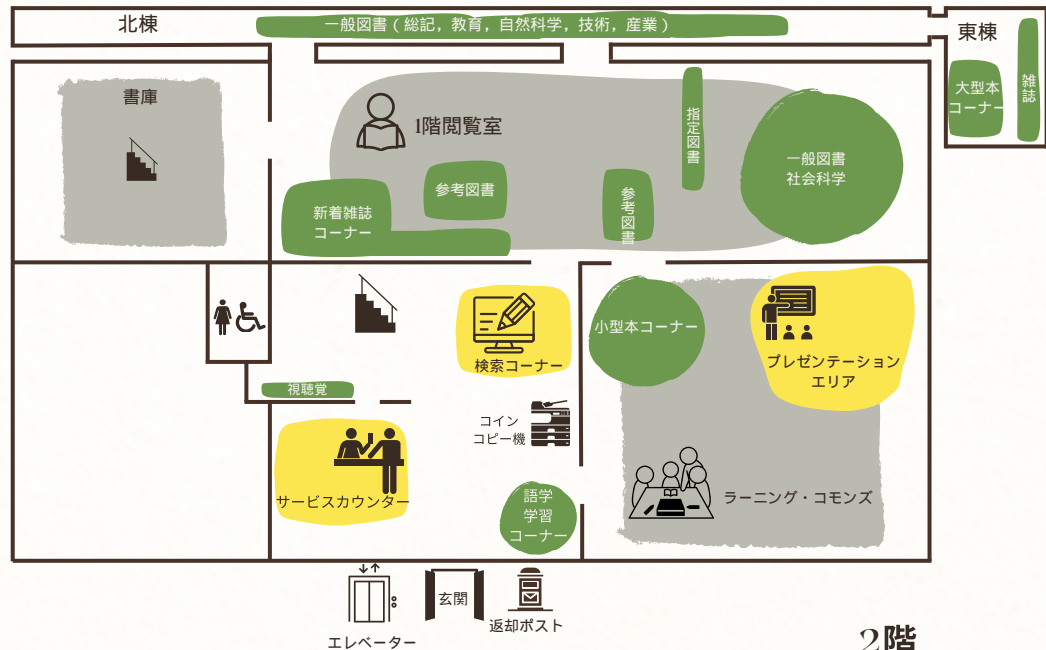 北棟
一般図書（総記，教育，自然科学，技術，産業）
東棟
書庫
1階閲覧室
指定図書
大型本
コーナー
雑誌
一般図書
社会科学
参考図書
参考図書
新着雑誌
コーナー
小型本コーナー
検索コーナー
プレゼンテーション
エリア
視聴覚
コイン
コピー機
サービスカウンター
語学
学習
コーナー
ラーニング・コモンズ
玄関
返却ポスト
エレベーター
2階